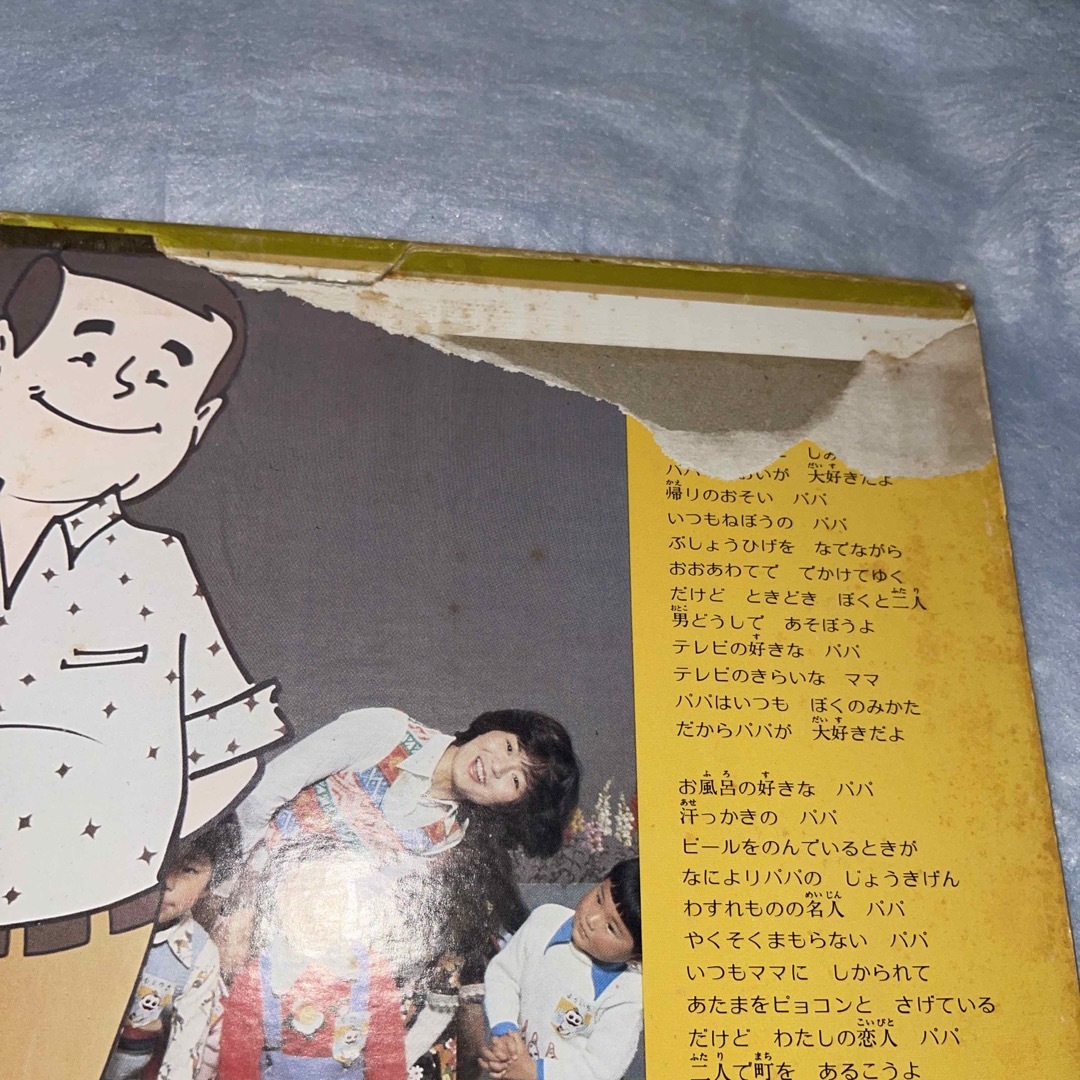 パパ 大好きだよ
帰りのおそい パパ
いつもねぼうの パパ
ぶしょうひげを なでながら
おおあわてで でかけてゆく
だけど ときどき ぼくと二人
男どうしで あそぼうよ
テレビの好きな パパ
テレビのきらいな ママ
パパはいつも ぼくのみかた
だからパパが 大好きだよ
お風呂の好きな パパ
汗っかきの パパ
ビールをのんでいるときが
なによりパパの じょうきげん
わすれものの名人 パパ
やくそくまもらない パパ
いつもママに しかられて
あたまをピョコンと さげている
だけど わたしの恋人 パパ
二人で町を あるこうよ